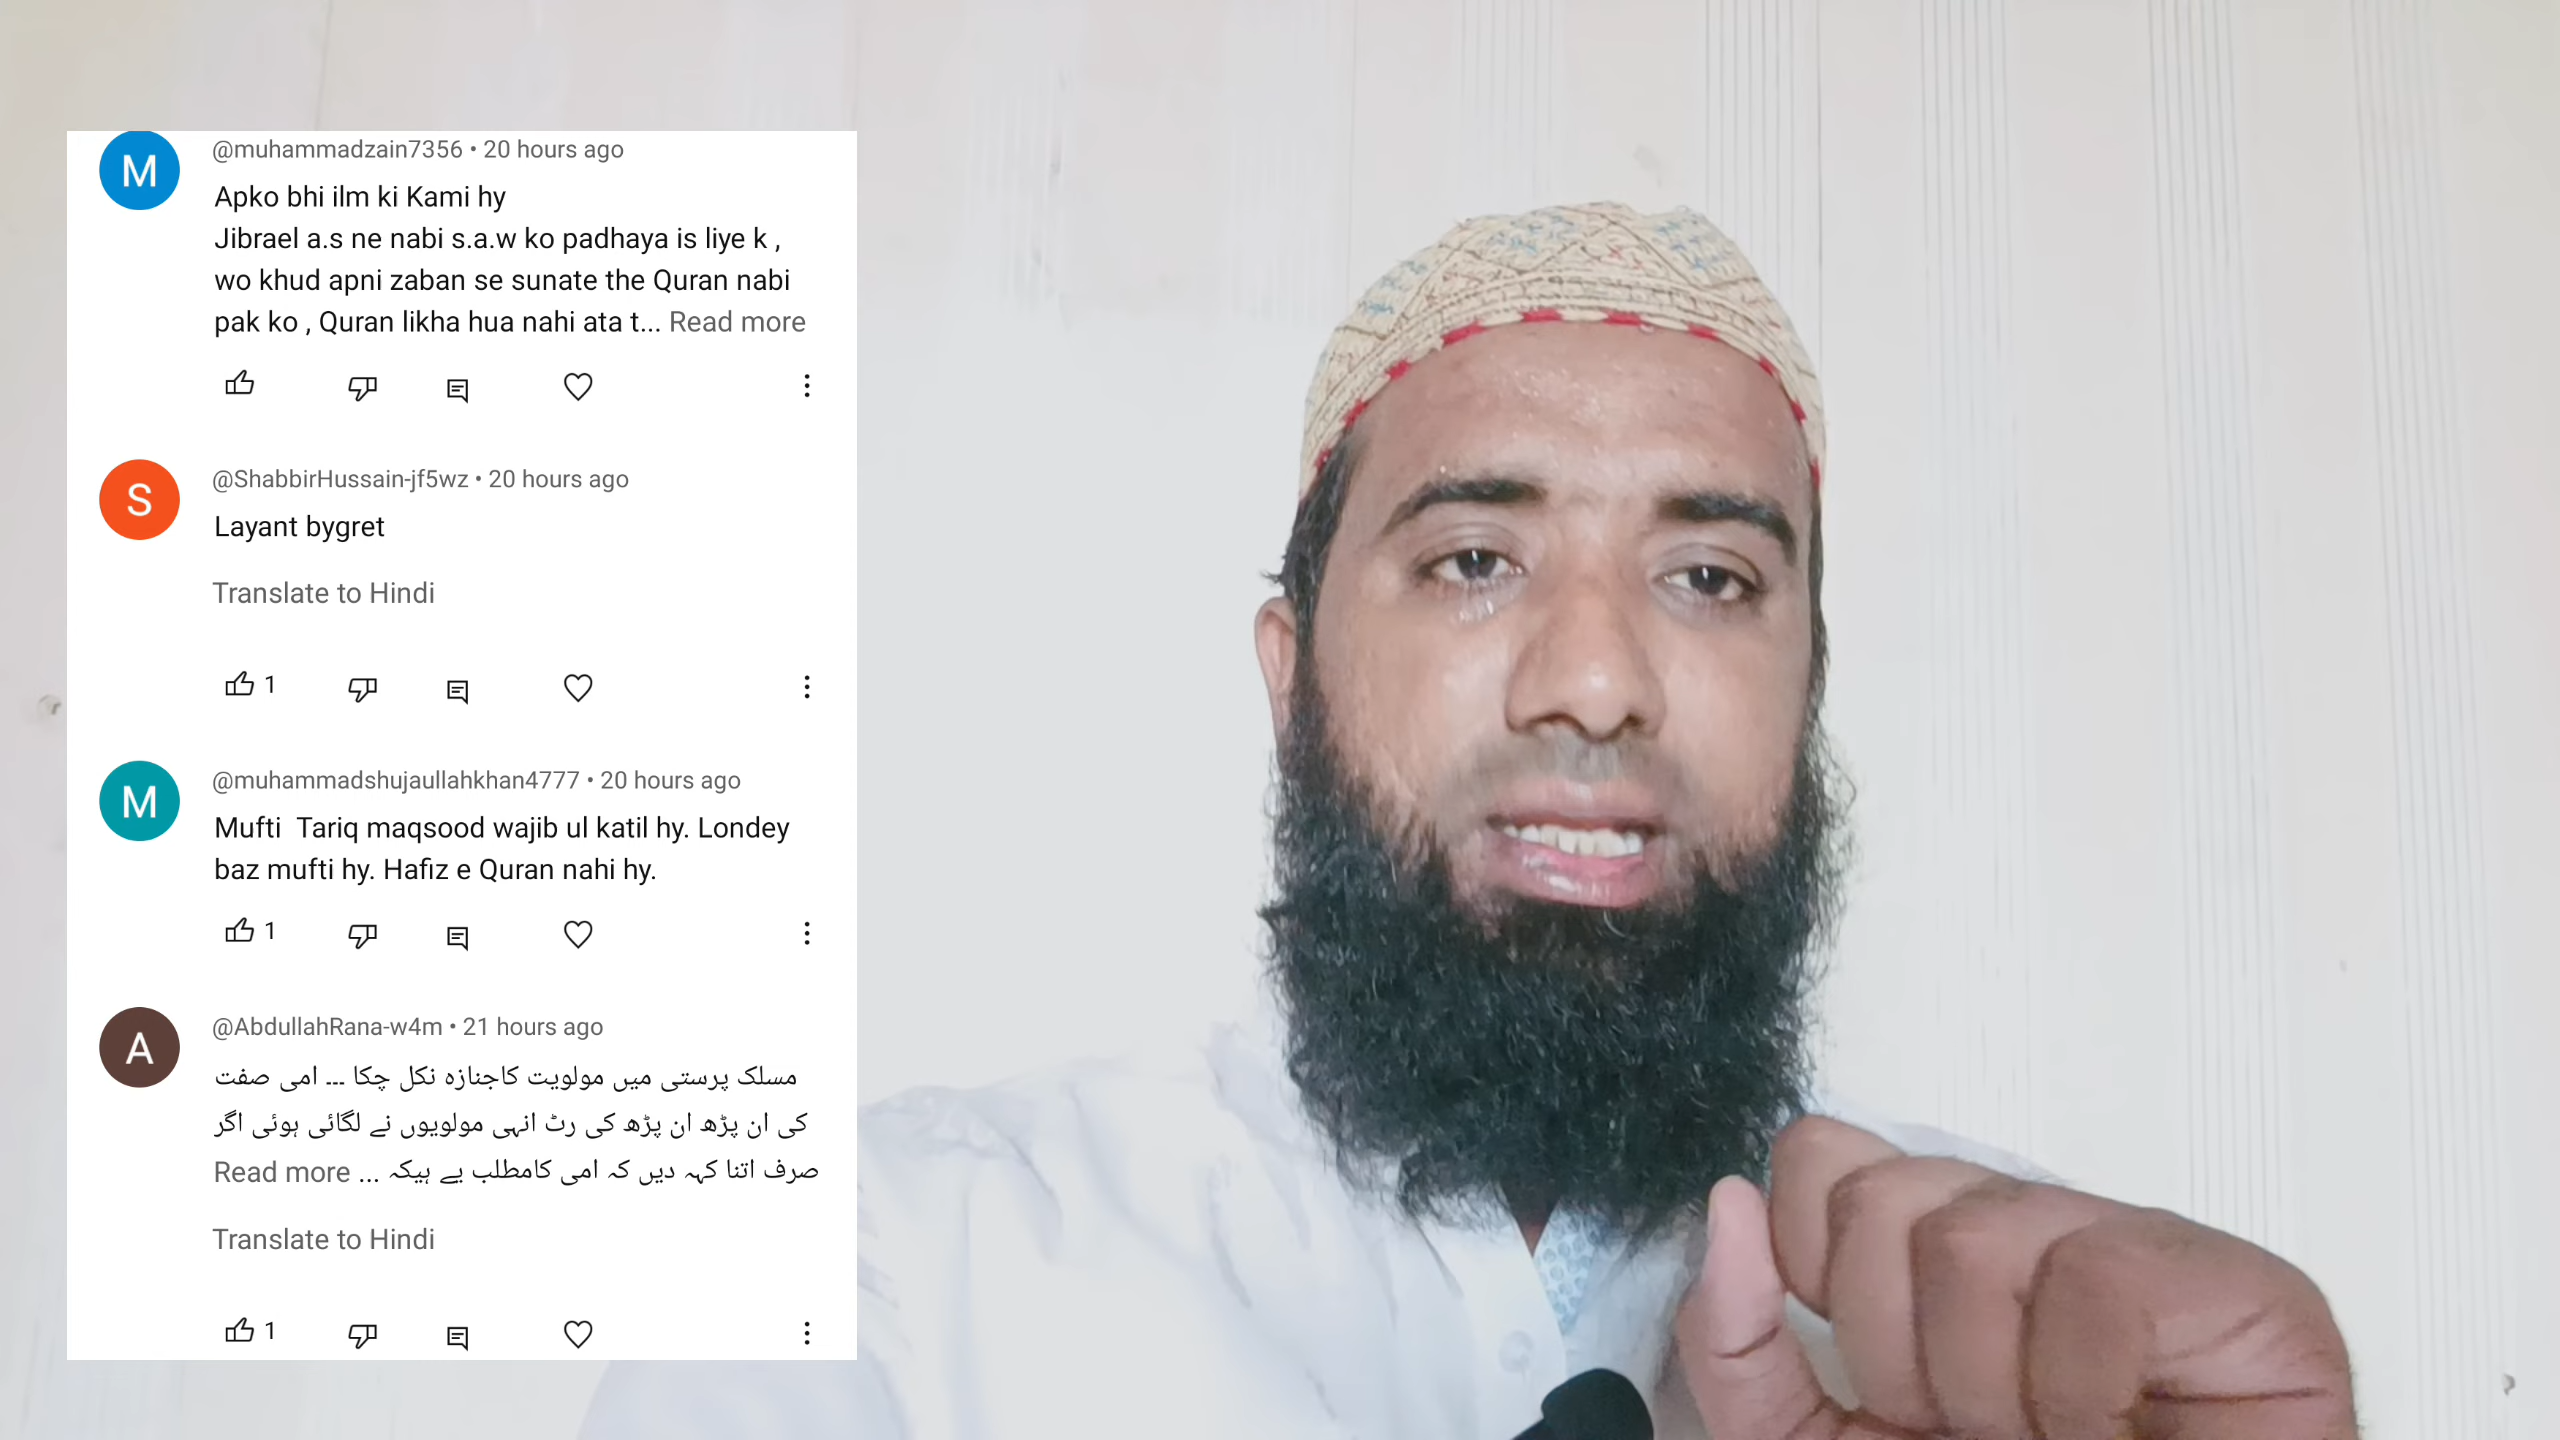 @muhammadzain7356 • 20 hours ago
M
Apko bhi ilm ki Kami hy
Jibrael a.s ne nabi s.a.w ko padhaya is liye k ,
wo khud apni zaban se sunate the Quran nabi
pak ko , Quran likha hua nahi ata t... Read more
@ShabbirHussain-jf5wz • 20 hours ago
S
Layant bygret
Translate to Hindi
1
@muhammadshujaullahkhan4777 • 20 hours ago
M
Mufti  Tariq maqsood wajib ul katil hy. Londey
baz mufti hy. Hafiz e Quran nahi hy.
1
@AbdullahRana-w4m • 21 hours ago
A
مسلک پرستی میں مولویت کاجنازہ نکل چکا ۔۔۔ امی صفت
کی ان پڑھ ان پڑھ کی رٹ انہی مولویوں نے لگائی ہوئی اگر
صرف اتنا کہہ دیں کہ امی کامطلب یے ہیکہ ... Read more
Translate to Hindi
1